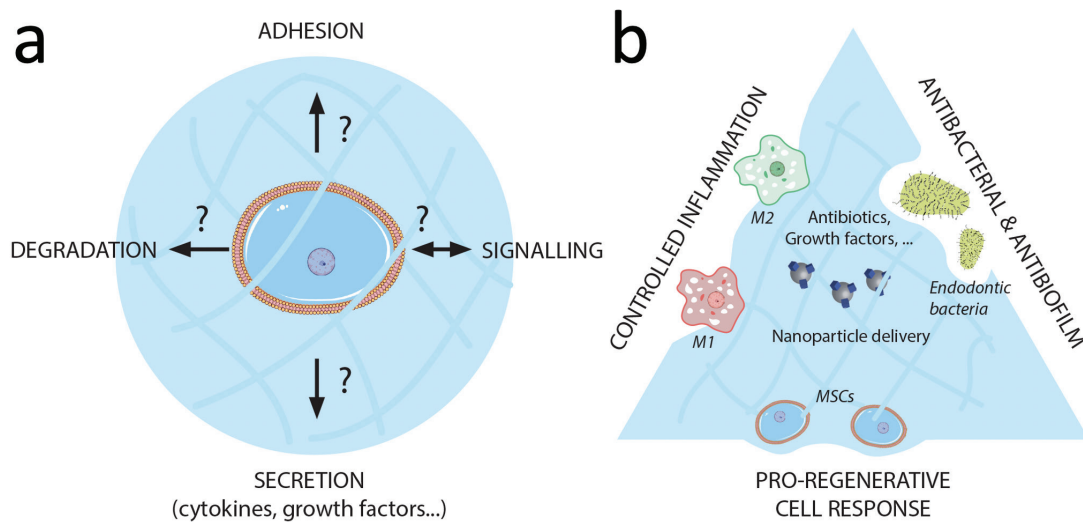 a
ADHESION
?
?
DEGRADATION
?
SIGNALLING
?
SECRETION
(cytokines, growth factors...)
b
CONTROLLED INFLAMMATION
ANTIBACTERIAL & ANTIBIOFILM
M2
Antibiotics,
Growth factors, ...
Endodontic
bacteria
M1
Nanoparticle delivery
MSCs
PRO-REGENERATIVE
CELL RESPONSE